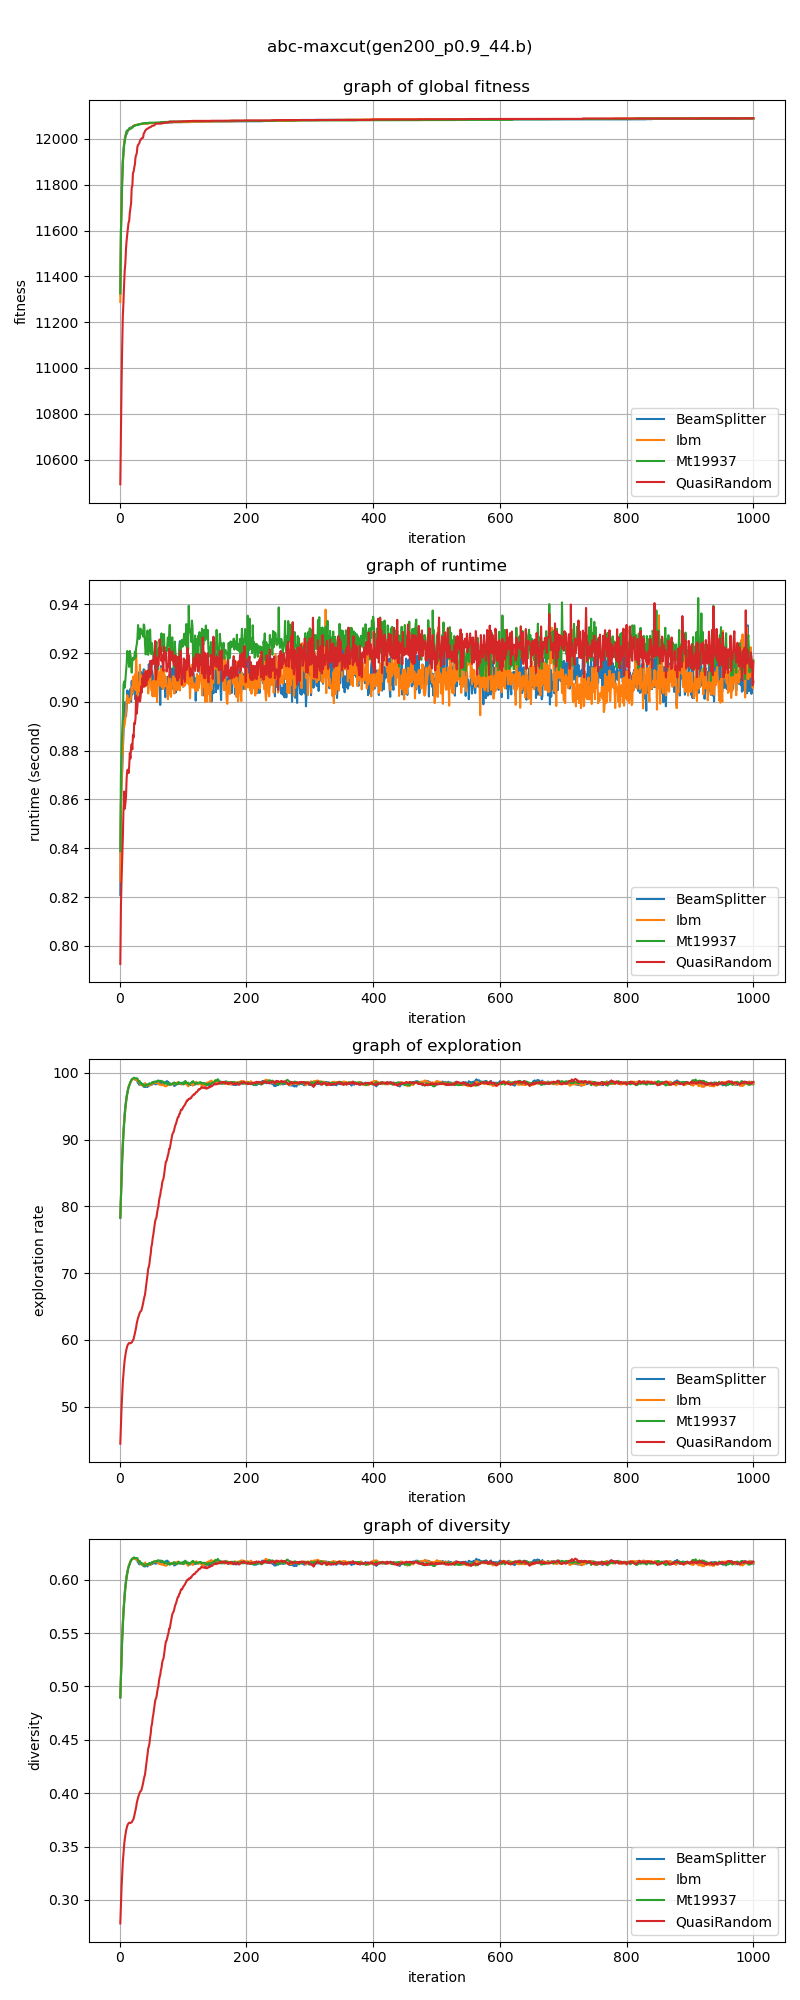 abc-maxcut(gen200_p0.9_44.b)
graph of global fitness
12000
11800
11600
11400
11200
11000
10800
10600
fitness
BeamSplitter
Ibm
Mt19937
QuasiRandom
0 200 400 600 800 1000
iteration
graph of runtime
0.94
0.92
0.90
0.88
0.86
0.84
0.82
0.80
runtime (second)
BeamSplitter
Ibm
Mt19937
QuasiRandom
0 200 400 600 800 1000
iteration
graph of exploration
100
90
80
70
60
50
exploration rate
BeamSplitter
Ibm
Mt19937
QuasiRandom
0 200 400 600 800 1000
iteration
graph of diversity
0.60
0.55
0.50
0.45
0.40
0.35
0.30
diversity
BeamSplitter
Ibm
Mt19937
QuasiRandom
0 200 400 600 800 1000
iteration